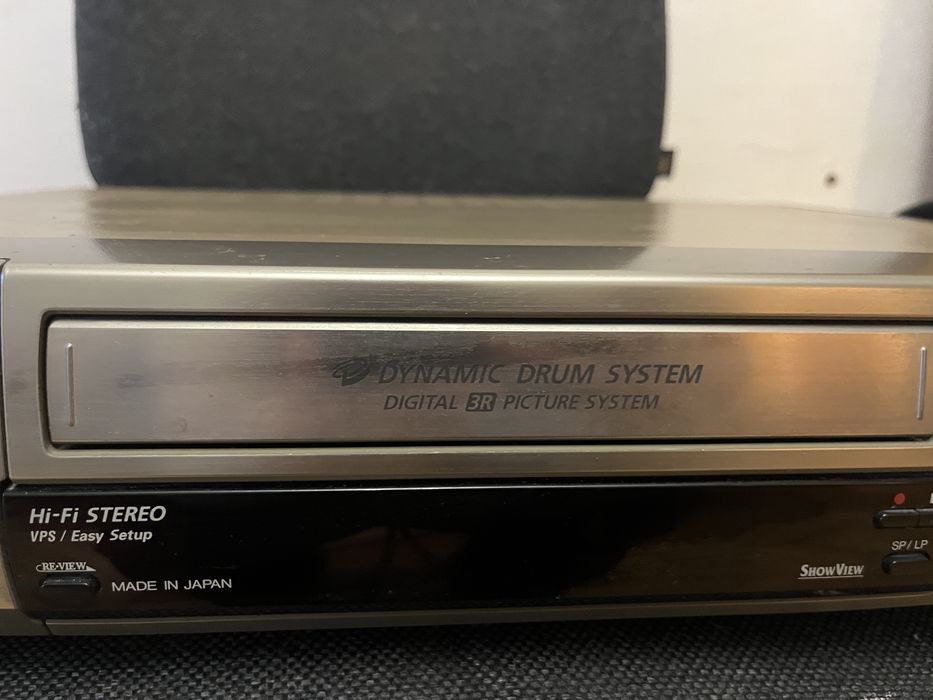 DYNAMIC DRUM SYSTEM
DIGITAL 3R PICTURE SYSTEM
Hi-Fi STEREO
VPS / Easy Setup
RE-VIEW
MADE IN JAPAN
SP/LP
SHOWVIEW